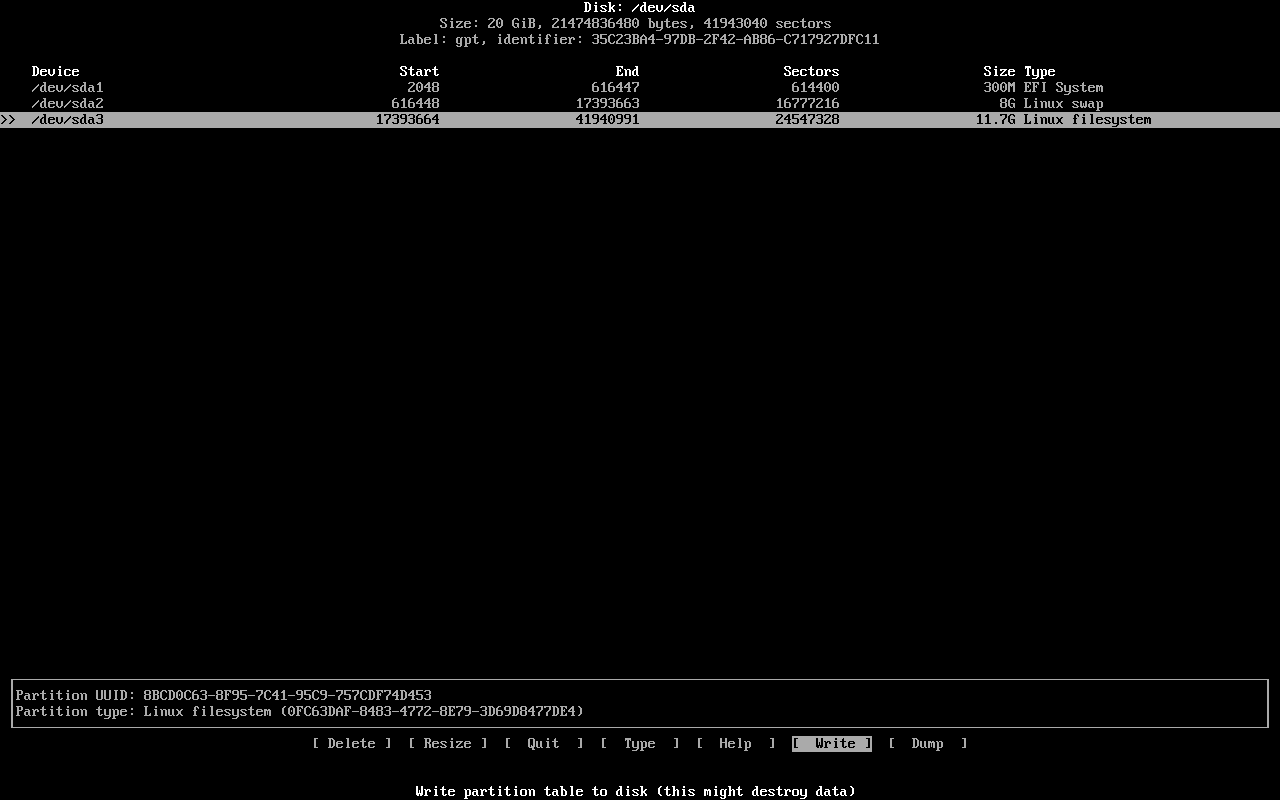 Disk: /dev/sda
Size: 20 GiB, 21474836480 bytes, 41943040 sectors
Label: gpt, identifier: 35C23BA4-97DB-2F42-AB86-C717927DFC11
Device Start End Sectors Size Type
/dev/sda1 2048 616447 614400 300M EFI System
/dev/sda2 616448 17393663 16777216 8G Linux swap
>> /dev/sda3 17393664 41940991 24547328 11.7G Linux filesystem
Partition UUID: 8BCD0C63-8F95-7C41-95C9-757CDF74D453
Partition type: Linux filesystem (0FC63DAF-8483-4772-8E79-3D69D8477DE4)
[ Delete ] [ Resize ] [ Quit ] [ Type ] [ Help ] [ Write ] [ Dump ]
Write partition table to disk (this might destroy data)